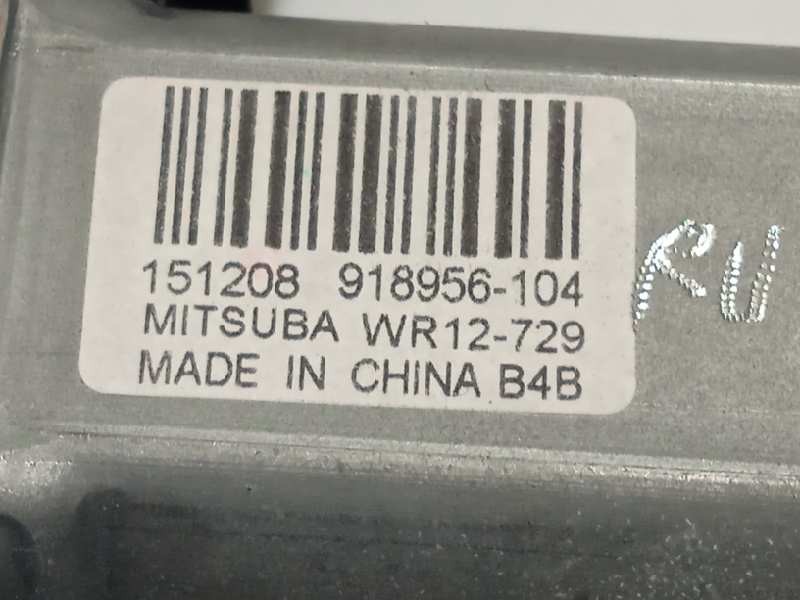 151208 918956-104
MITSUBA WR12-729
MADE IN CHINA B4B
RU